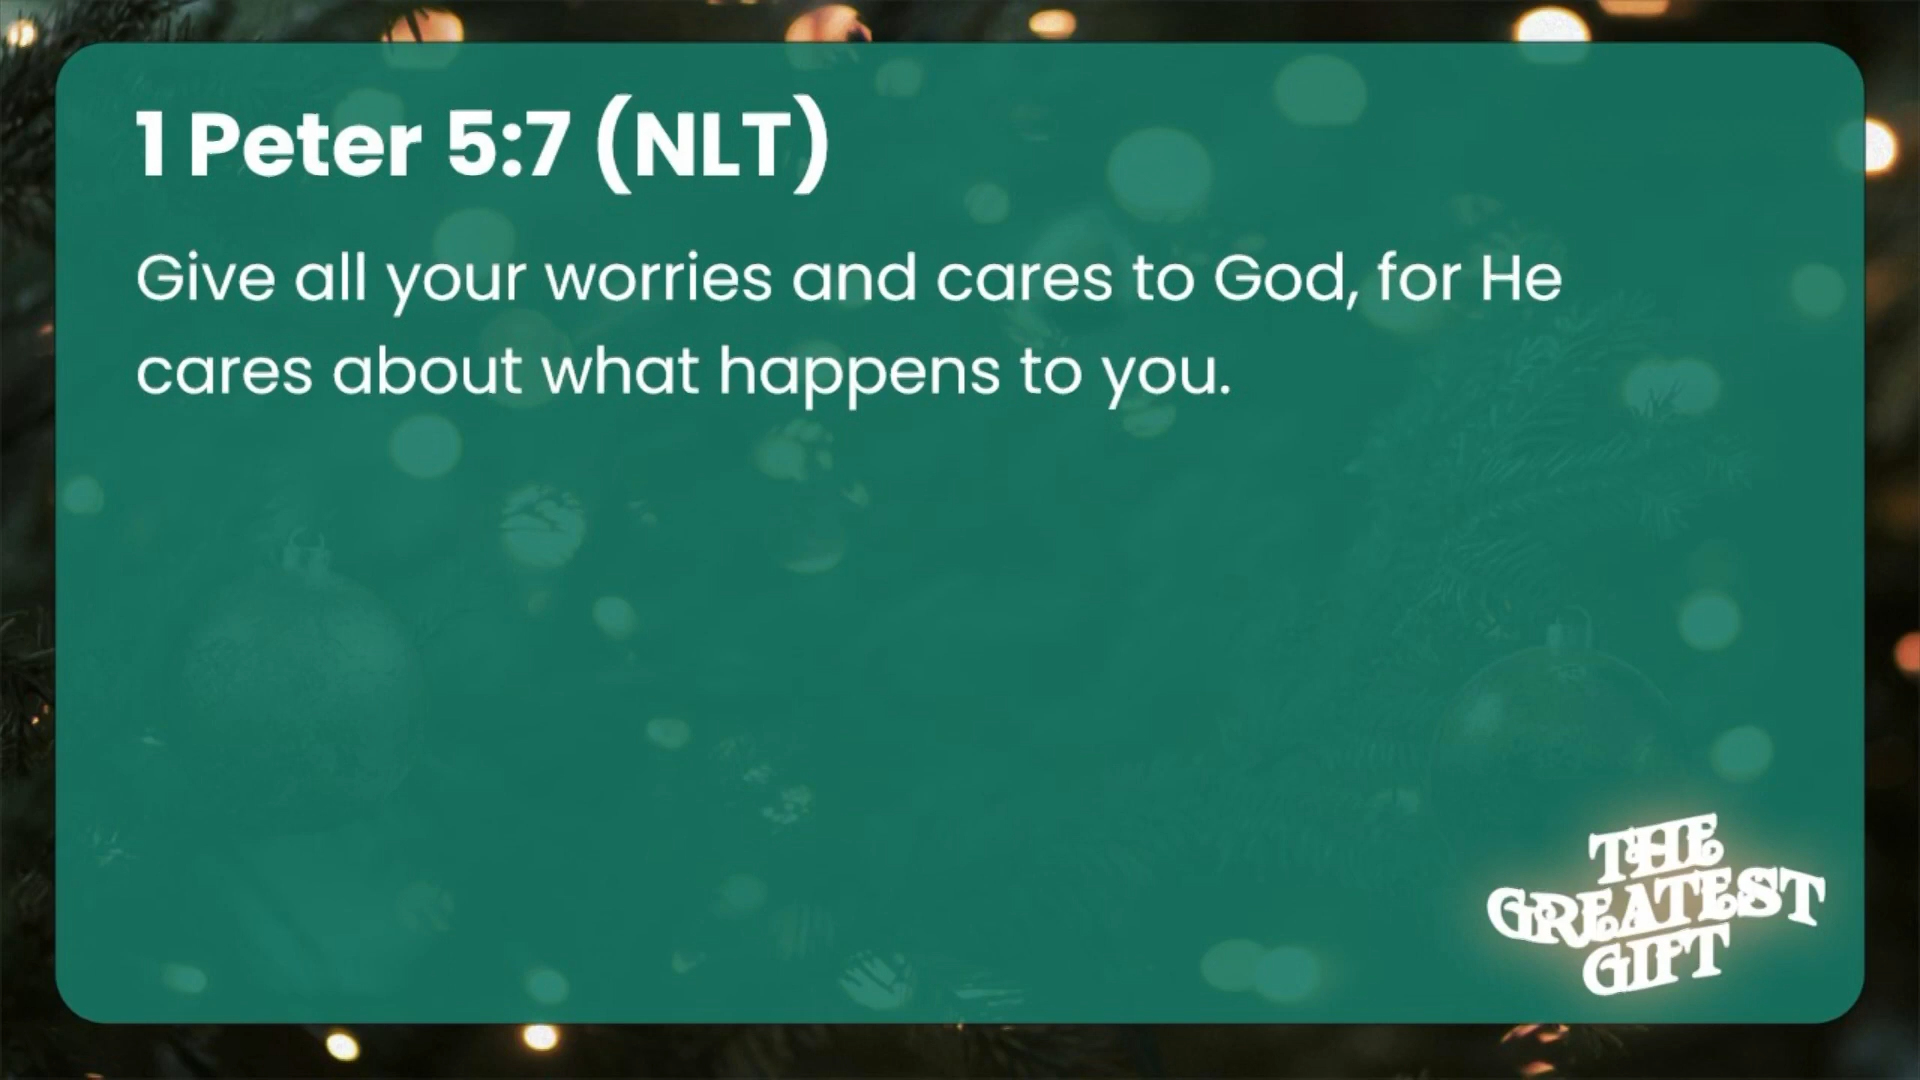 1 Peter 5:7 (NLT)
Give all your worries and cares to God, for He
cares about what happens to you.
THE
GREATEST
GIFT